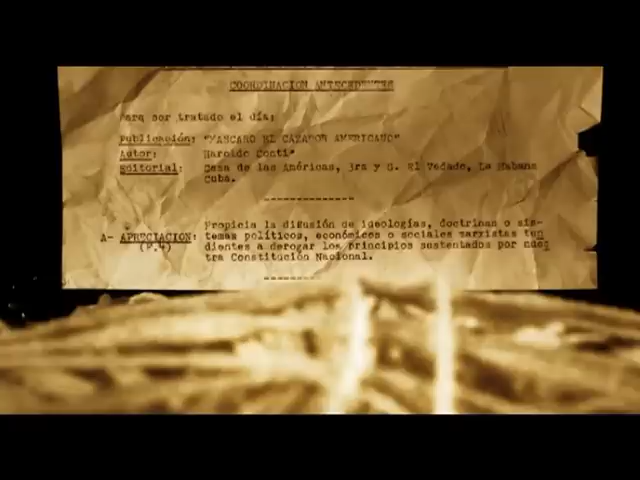 COORDINACION ANTECEDENTES
Para ser tratado el día:
Publicación: "MASCARO EL CAZADOR AMERICANO"
Autor: Haroldo Conti"
Editorial: Casa de las Américas, 3ra y G. El Vedado, La Habana
Cuba.
--------------
A- APRECIACION: Propicia la difusión de ideologías, doctrinas o sis-
(P.4) temas políticos, económicos o sociales marxistas ten
dientes a derogar los principios sustentados por nues
tra Constitución Nacional.
---------